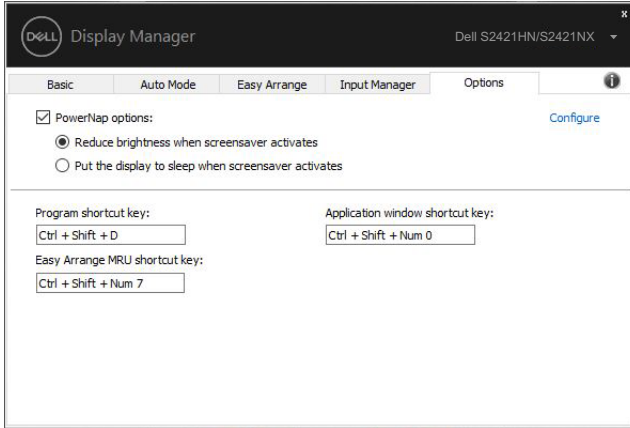 x
DELL Display Manager Dell S2421HN/S2421NX
Basic Auto Mode Easy Arrange Input Manager Options
PowerNap options: Configure
Reduce brightness when screensaver activates
Put the display to sleep when screensaver activates
Program shortcut key: Application window shortcut key:
Ctrl + Shift + D Ctrl + Shift + Num 0
Easy Arrange MRU shortcut key:
Ctrl + Shift + Num 7